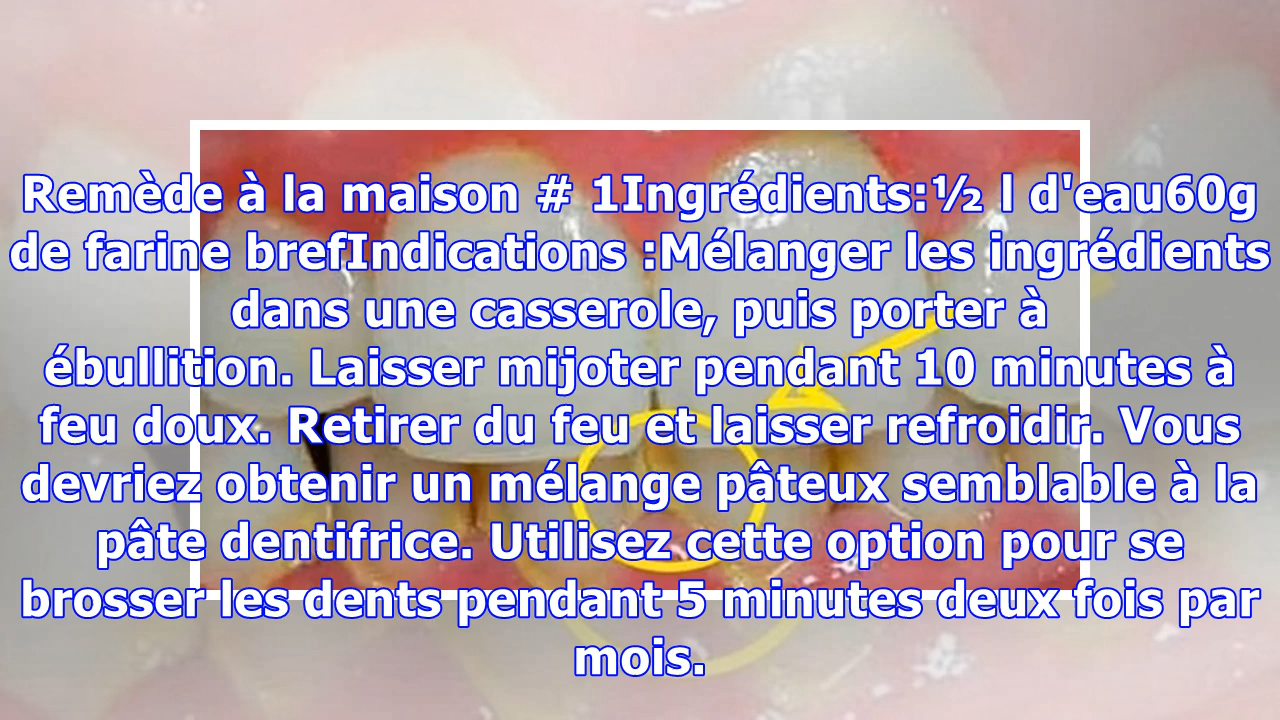 Remède à la maison # 1Ingrédients:½ l d'eau60g
de farine brefIndications :Mélanger les ingrédients
dans une casserole, puis porter à
ébullition. Laisser mijoter pendant 10 minutes à
feu doux. Retirer du feu et laisser refroidir. Vous
devriez obtenir un mélange pâteux semblable à la
pâte dentifrice. Utilisez cette option pour se
brosser les dents pendant 5 minutes deux fois par
mois.